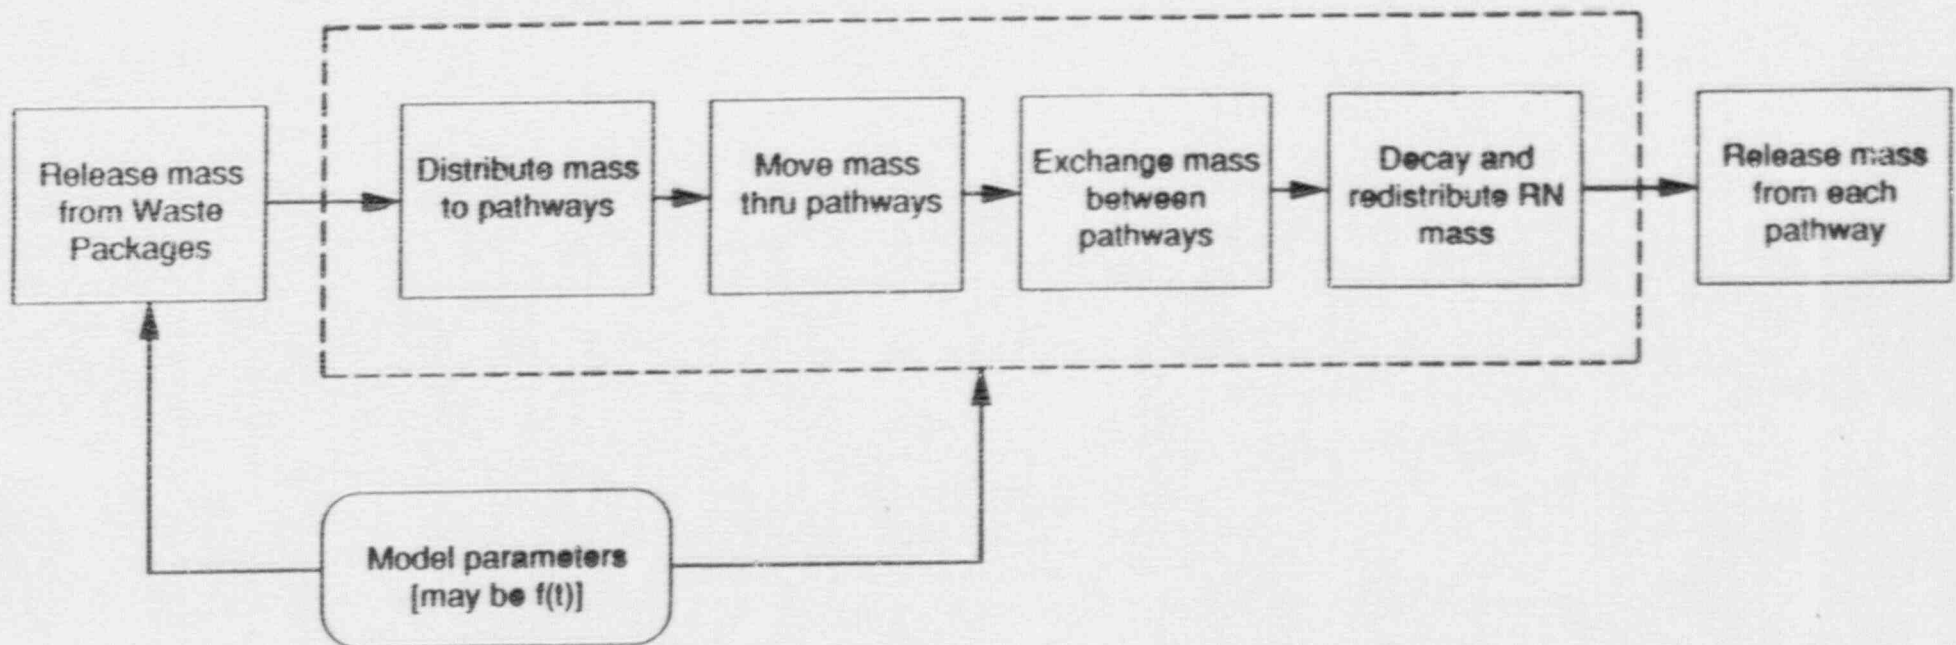 Release mass
from Waste
Packages
Distribute mass
to pathways
Move mass
thru pathways
Exchange mass
between
pathways
Decay and
redistribute RN
mass
Release mass
from each
pathway
Model parameters
[may be f(t)]